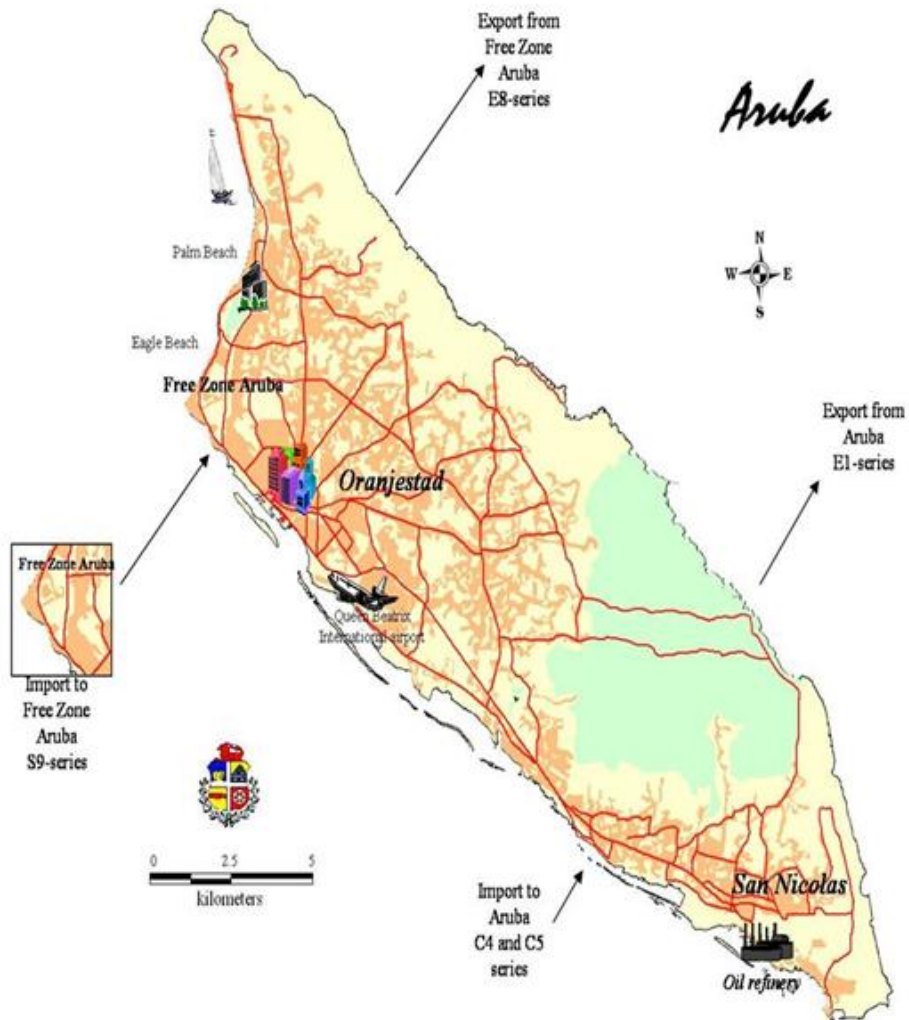 Export from
Free Zone
Aruba
E8-series
Aruba
N
W E
S
Palm Beach
Eagle Beach
Free Zone Aruba
Export from
Aruba
E1-series
Oranjestad
Free Zone Aruba
Queen Beatrix
International airport
Import to
Free Zone
Aruba
S9-series
0 2.5 5
kilometers
San Nicolas
Import to
Aruba
C4 and C5
series
Oil refinery